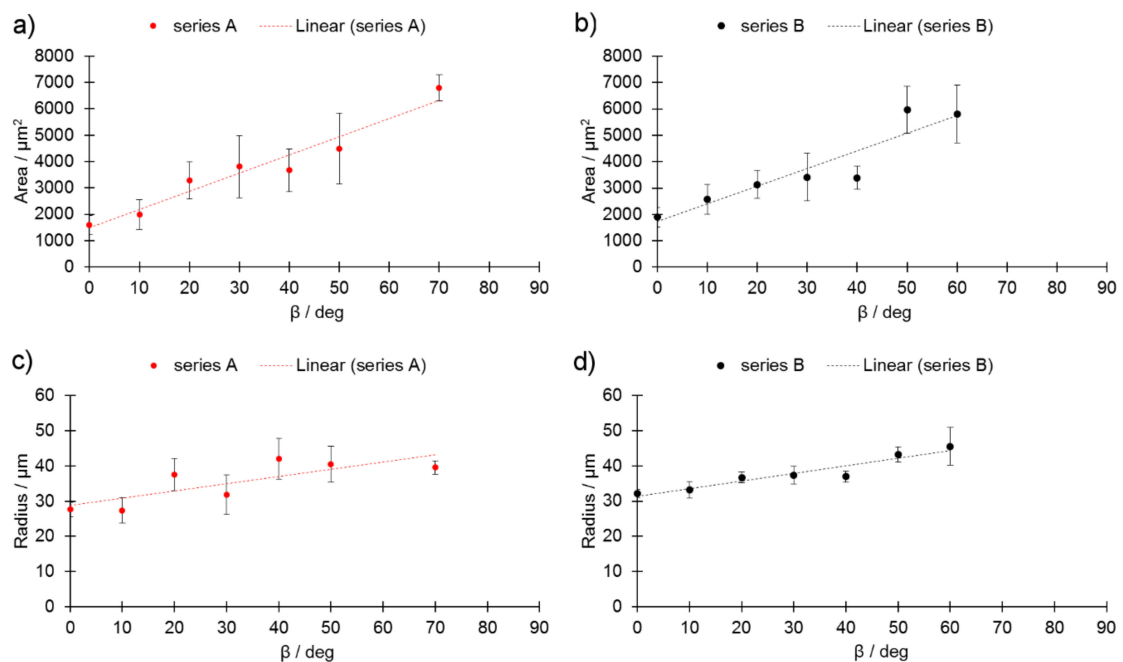 a)
series A Linear (series A)
Area / µm²
8000
7000
6000
5000
4000
3000
2000
1000
0
0 10 20 30 40 50 60 70 80 90
β / deg
b)
series B Linear (series B)
Area / µm²
8000
7000
6000
5000
4000
3000
2000
1000
0
0 10 20 30 40 50 60 70 80 90
β / deg
c)
series A Linear (series A)
Radius / µm
60
50
40
30
20
10
0
0 10 20 30 40 50 60 70 80 90
β / deg
d)
series B Linear (series B)
Radius / µm
60
50
40
30
20
10
0
0 10 20 30 40 50 60 70 80 90
β / deg